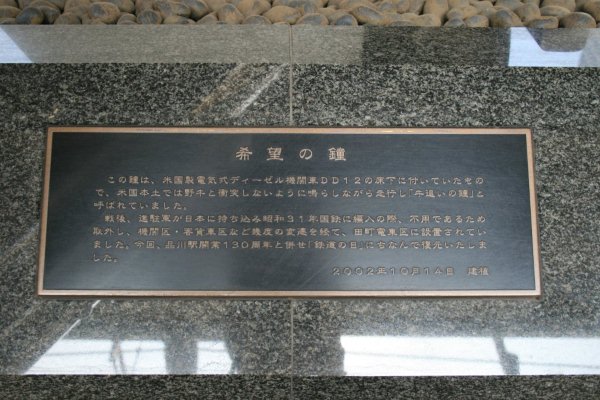 希望の鐘
この鐘は、米国製電気式ディーゼル機関車DD12の床下に付いていたもの
で、米国本土では野牛と衝突しないように鳴らしながら走行し「牛追いの鐘」と
呼ばれていました。
戦後、進駐軍が日本に持ち込み昭和31年国鉄に編入の際、不用であるため
取外し、機関区・客貨車区など幾度の変遷を経て、田町電車区に設置されてい
ました。今回、品川駅開業130周年と併せ「鉄道の日」にちなんで復元いたしま
した。
2002年10月14日 建植